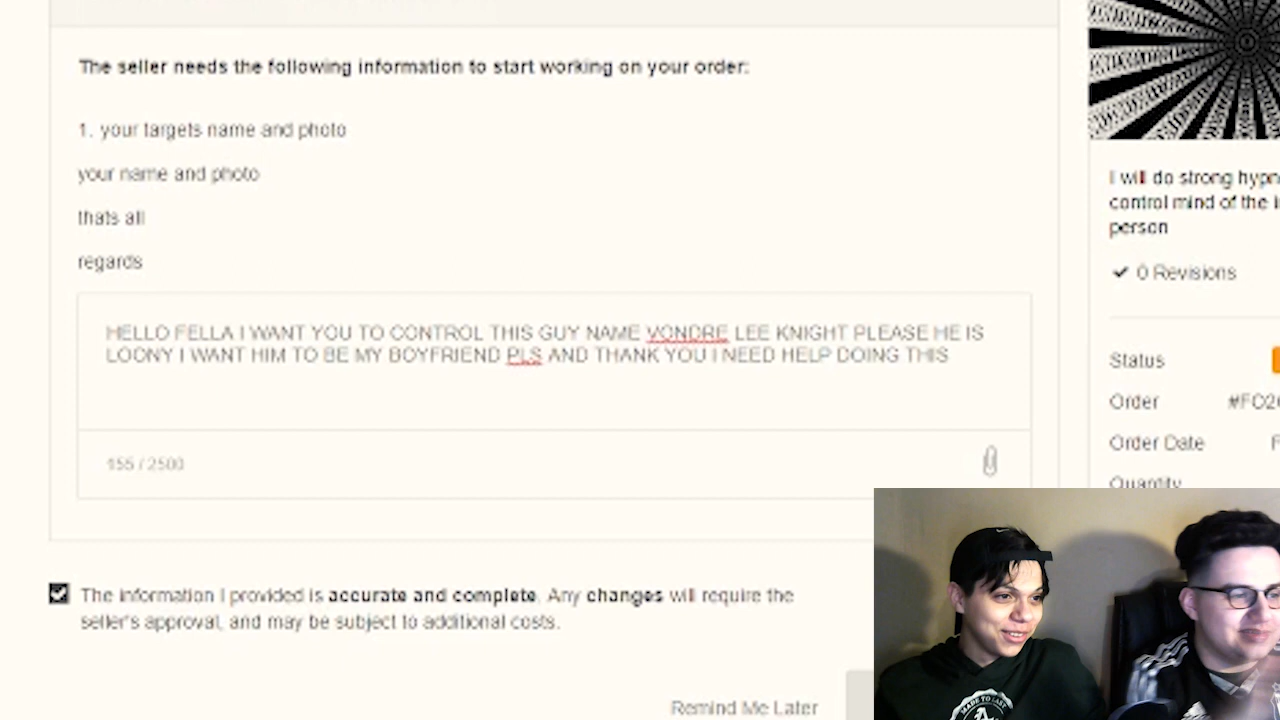 The seller needs the following information to start working on your order:
1. your targets name and photo
your name and photo
thats all
regards
HELLO FELLA I WANT YOU TO CONTROL THIS GUY NAME VONDRE LEE KNIGHT PLEASE HE IS
LOONY I WANT HIM TO BE MY BOYFRIEND PLS AND THANK YOU I NEED HELP DOING THIS
155 / 2500
The information I provided is accurate and complete. Any changes will require the
seller's approval, and may be subject to additional costs.
Remind Me Later
I will do strong hypn
control mind of the i
person
0 Revisions
Status
Order #FO2
Order Date F
Quantity
MADE TO LAST